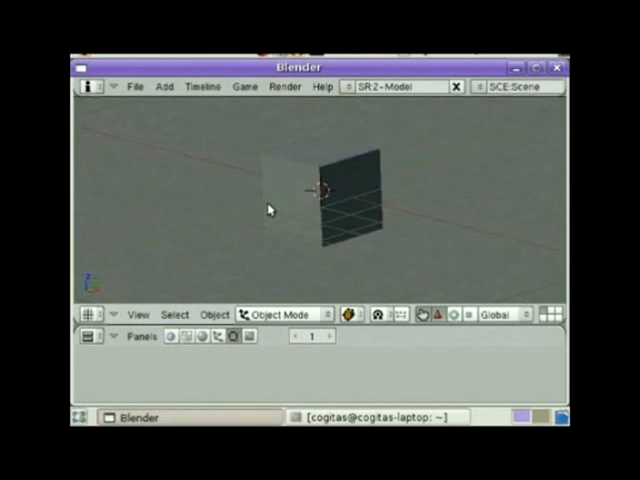 Blender
File Add Timeline Game Render Help SR:2-Model X SCE:Scene
Z
View Select Object Object Mode Global
Panels 1
Blender [cogitas@cogitas-laptop: ~]